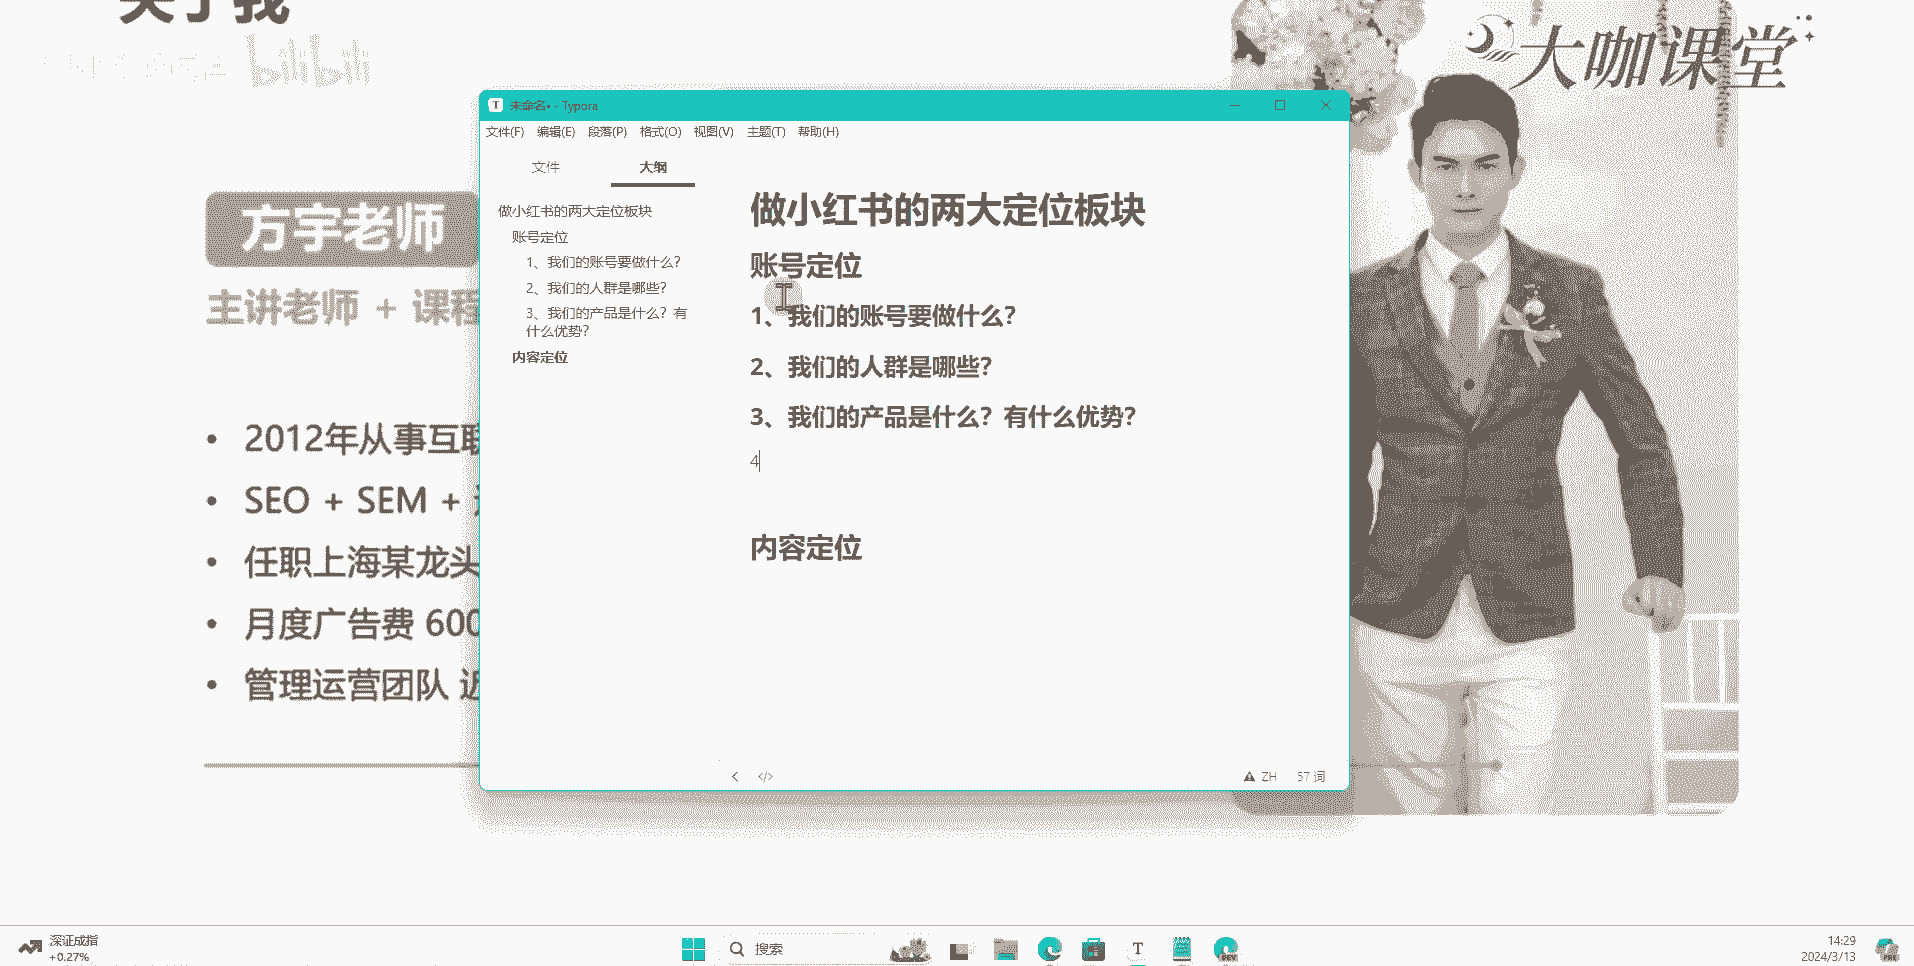 关于我
bilibili
大咖课堂
方宇老师
主讲老师 + 课程
2012年从事互联
SEO + SEM +
任职上海某龙头
月度广告费 600
管理运营团队 近
T 未命名• - Typora
文件(F) 编辑(E) 段落(P) 格式(O) 视图(V) 主题(T) 帮助(H)
文件 大纲
做小红书的两大定位板块
账号定位
1、我们的账号要做什么？
2、我们的人群是哪些？
3、我们的产品是什么？有
什么优势？
内容定位
做小红书的两大定位板块
账号定位
1、我们的账号要做什么？
2、我们的人群是哪些？
3、我们的产品是什么？有什么优势？
4
内容定位
</> ZH 57 词
深证成指
+0.27%
搜索
T
DEV
14:29
2024/3/13
PRE